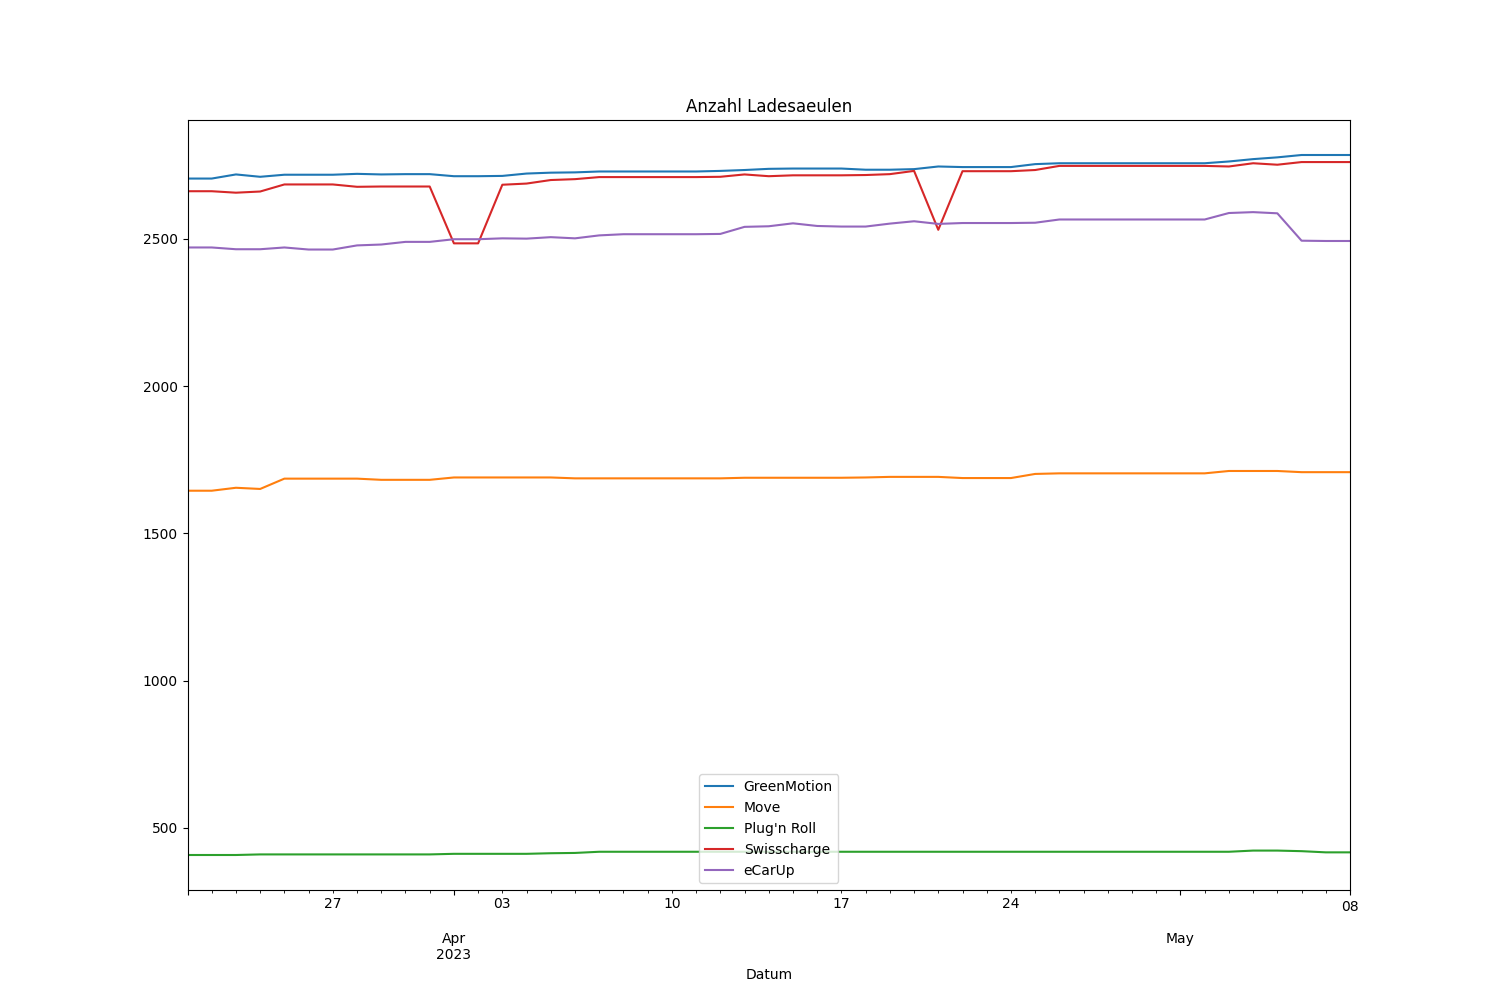 Anzahl Ladesaeulen
2500
2000
1500
1000
500
GreenMotion
Move
Plug'n Roll
Swisscharge
eCarUp
27 03 10 17 24 08
Apr May
2023
Datum